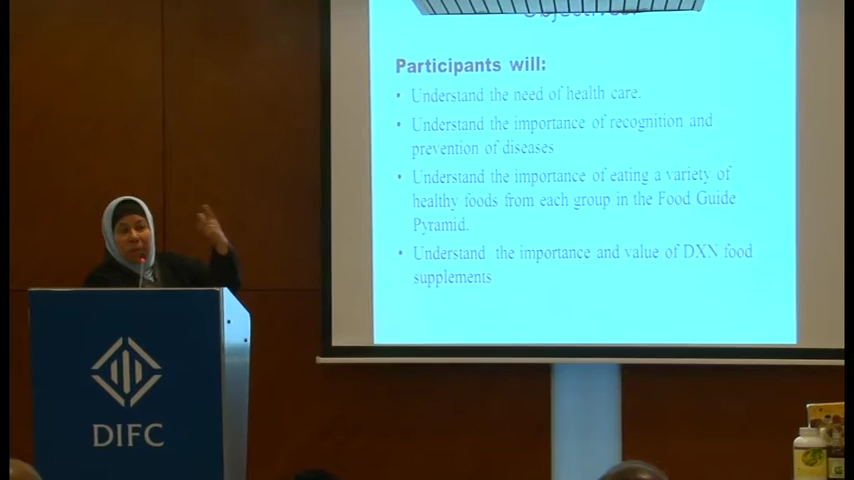 Participants will:
• Understand the need of health care.
• Understand the importance of recognition and
prevention of diseases
• Understand the importance of eating a variety of
healthy foods from each group in the Food Guide
Pyramid.
• Understand the importance and value of DXN food
supplements
DIFC